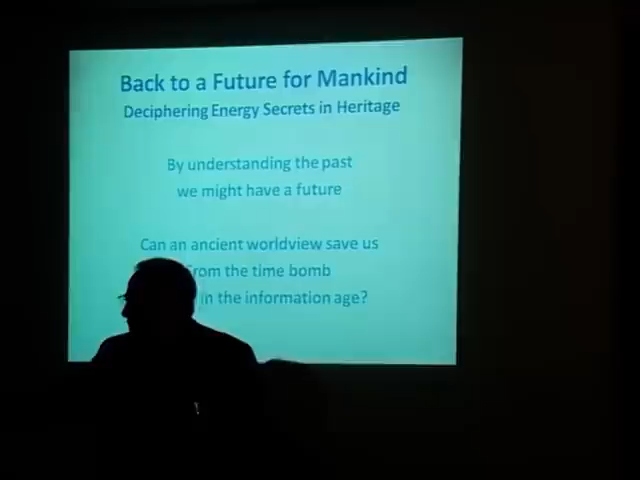 Back to a Future for Mankind
Deciphering Energy Secrets in Heritage
By understanding the past
we might have a future
Can an ancient worldview save us
from the time bomb
in the information age?